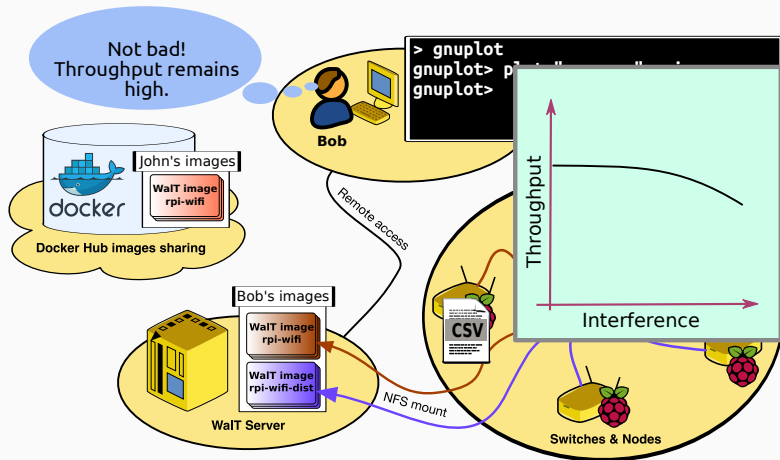 Not bad!
Throughput remains
high.
> gnuplot
gnuplot>
gnuplot>
Bob
John's images
WalT image
rpi-wifi
docker
Docker Hub images sharing
Remote access
Throughput
Interference
Bob's images
WalT image
rpi-wifi
WalT image
rpi-wifi-dist
CSV
NFS mount
WalT Server
Switches & Nodes